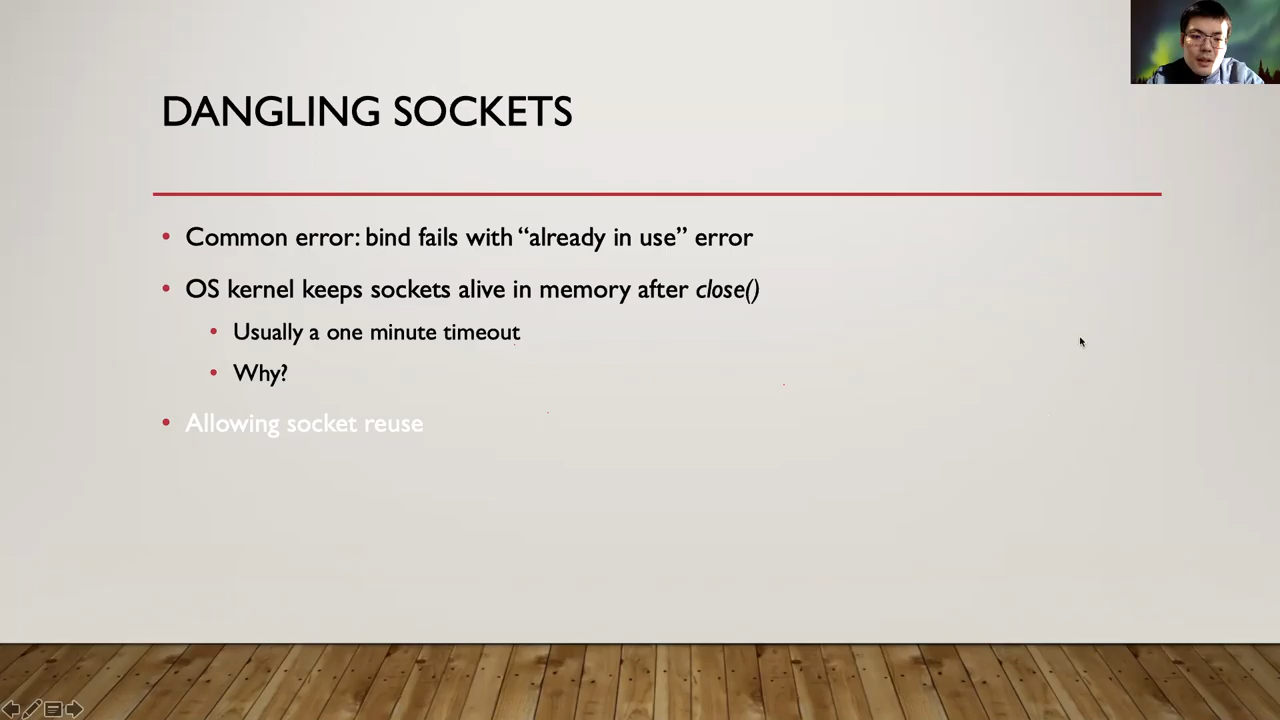 DANGLING SOCKETS
• Common error: bind fails with “already in use” error
• OS kernel keeps sockets alive in memory after close()
• Usually a one minute timeout
• Why?
• Allowing socket reuse